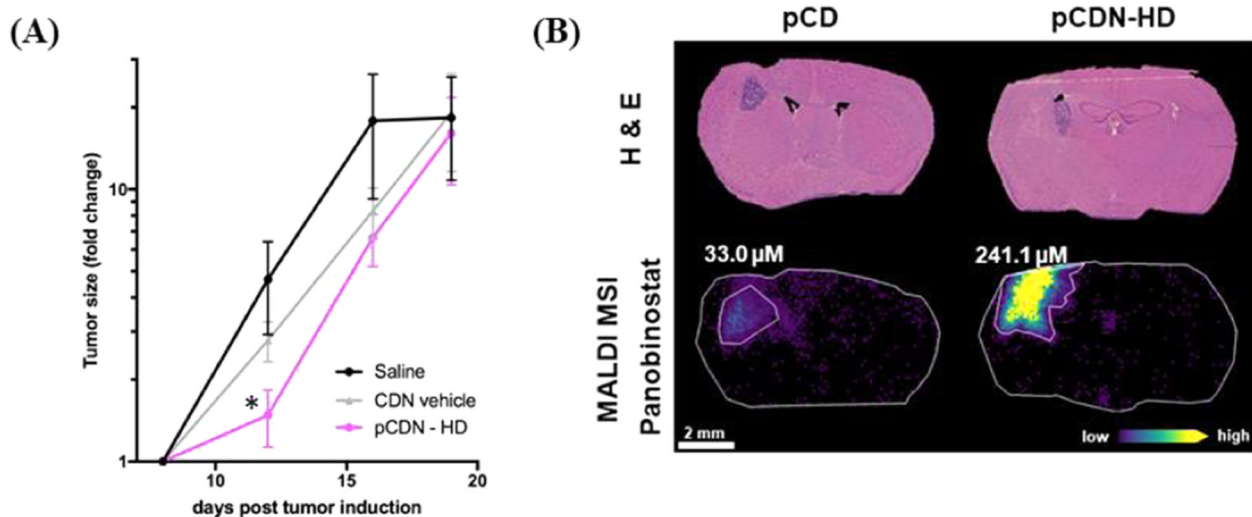 (A)
Tumor size (fold change)
10
1
*
Saline
CDN vehicle
pCDN - HD
10
15
20
days post tumor induction
(B)
pCD
pCDN-HD
H & E
MALDI MSI
Panobinostat
33.0 µM
241.1 µM
2 mm
low
high